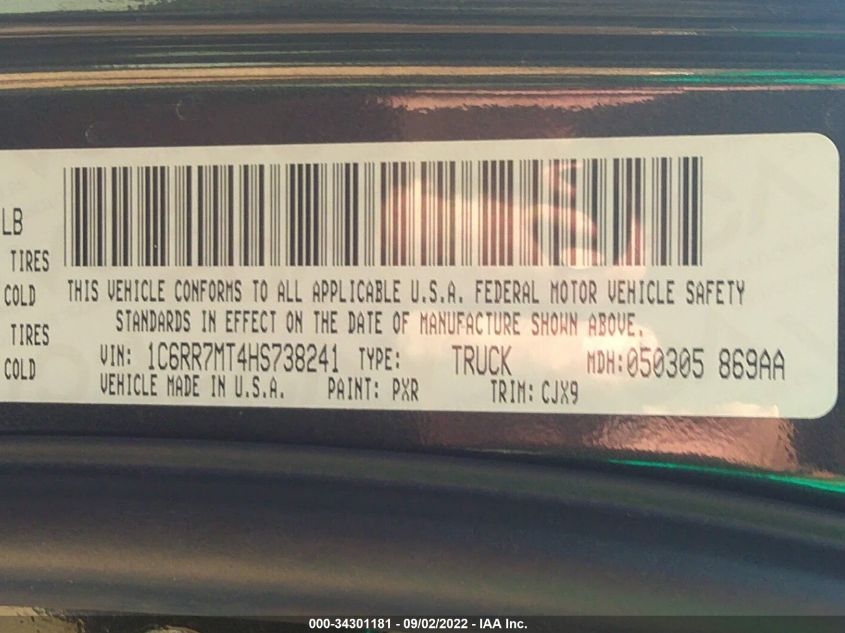 LB
TIRES
COLD
TIRES
COLD
THIS VEHICLE CONFORMS TO ALL APPLICABLE U.S.A. FEDERAL MOTOR VEHICLE SAFETY
STANDARDS IN EFFECT ON THE DATE OF MANUFACTURE SHOWN ABOVE.
VIN: 1C6RR7MT4HS738241 TYPE: TRUCK MDH:050305 869AA
VEHICLE MADE IN U.S.A. PAINT: PXR TRIM: CJX9
000-34301181 - 09/02/2022 - IAA Inc.